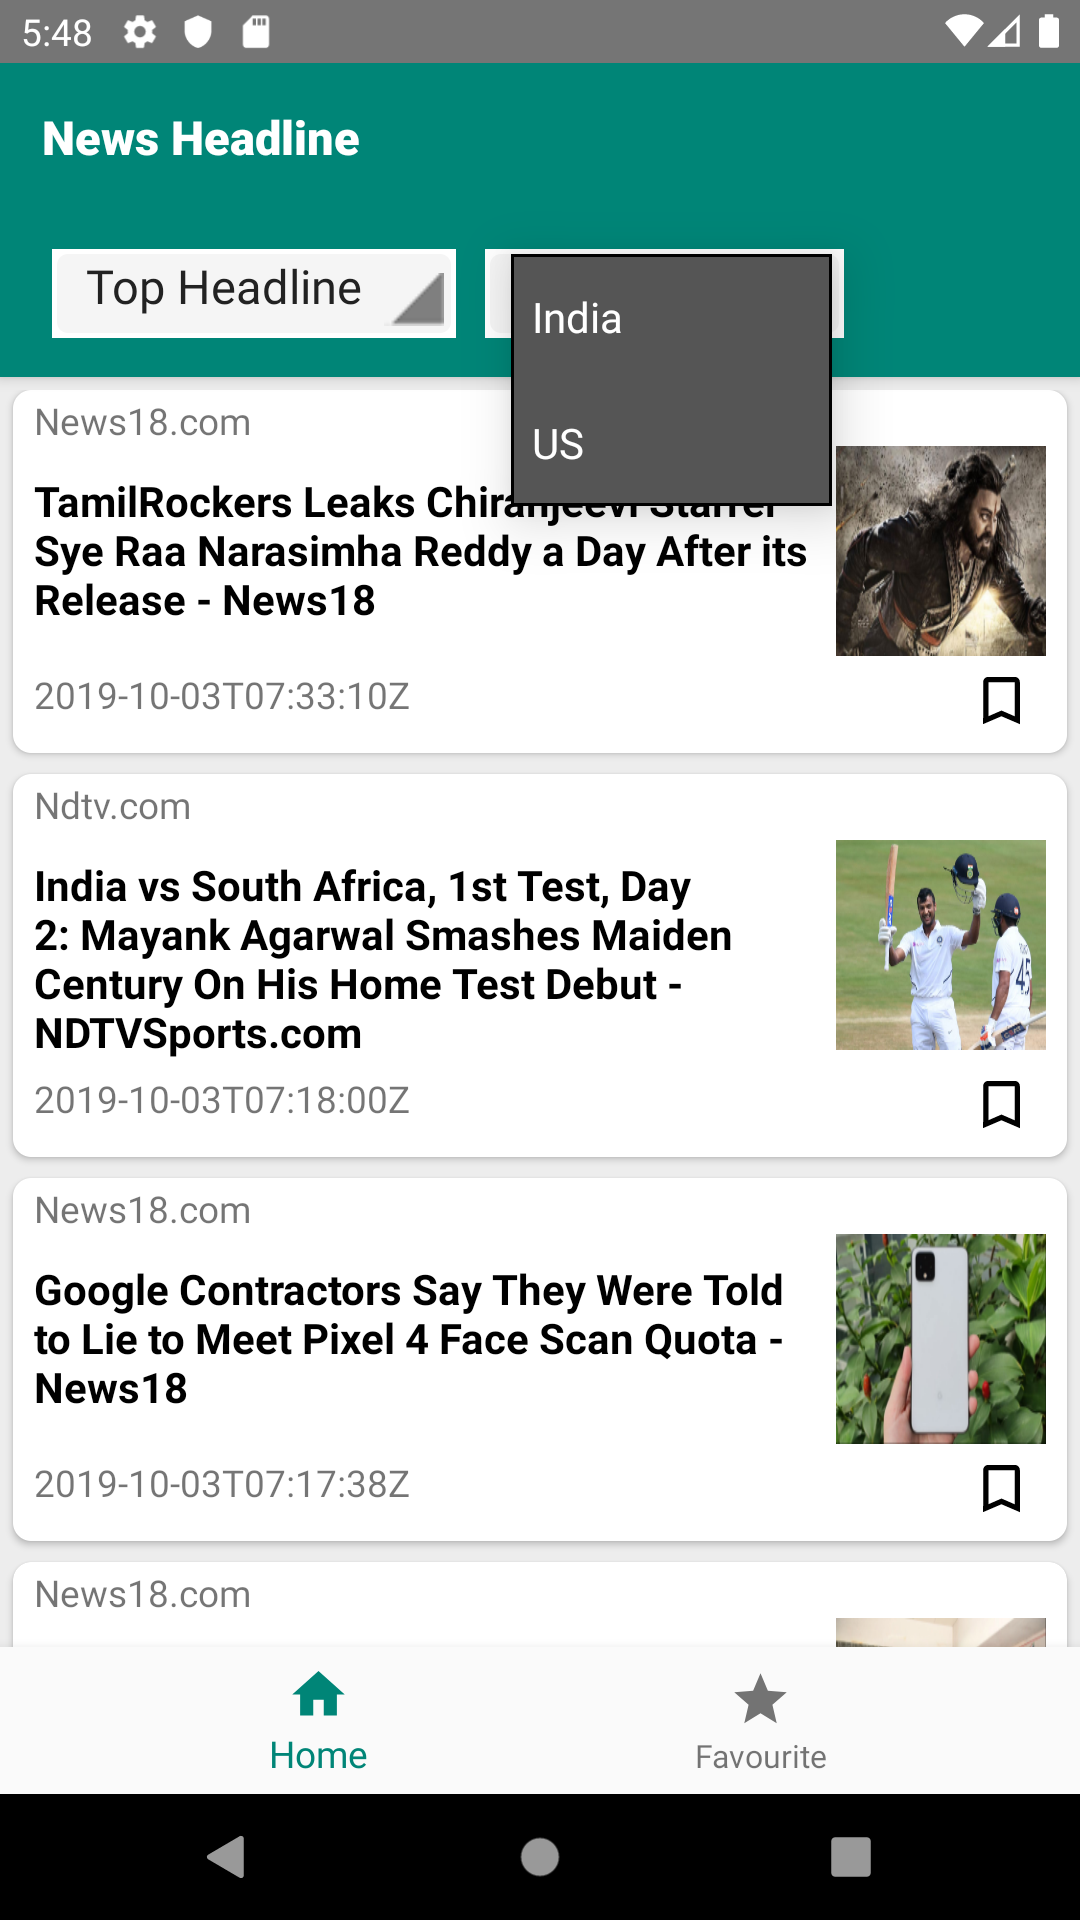 5:48
News Headline
Top Headline
India
US
News18.com
TamilRockers Leaks Chiranjeevi Starrer
Sye Raa Narasimha Reddy a Day After its
Release - News18
2019-10-03T07:33:10Z
Ndtv.com
India vs South Africa, 1st Test, Day
2: Mayank Agarwal Smashes Maiden
Century On His Home Test Debut -
NDTVSports.com
2019-10-03T07:18:00Z
News18.com
Google Contractors Say They Were Told
to Lie to Meet Pixel 4 Face Scan Quota -
News18
2019-10-03T07:17:38Z
News18.com
Home
Favourite